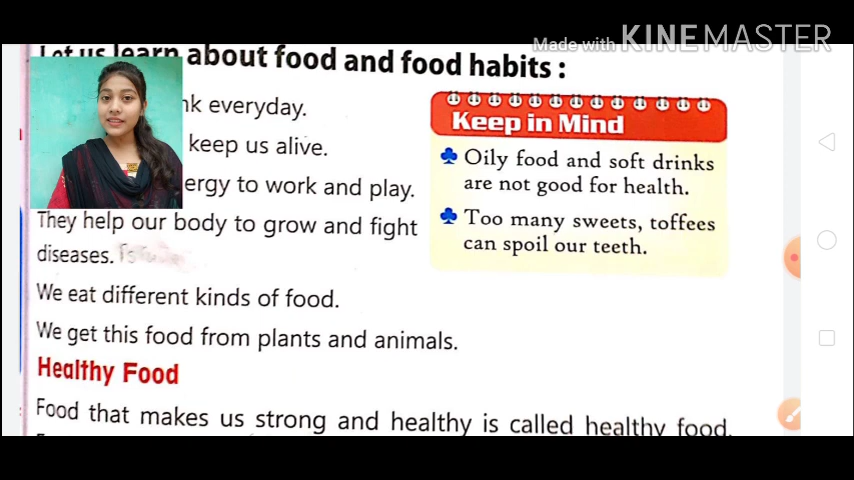 Made with KINEMASTER
Let us learn about food and food habits :
nk everyday.
keep us alive.
ergy to work and play.
They help our body to grow and fight
diseases.
We eat different kinds of food.
We get this food from plants and animals.
Keep in Mind
♣ Oily food and soft drinks
are not good for health.
♣ Too many sweets, toffees
can spoil our teeth.
Healthy Food
Food that makes us strong and healthy is called healthy food.